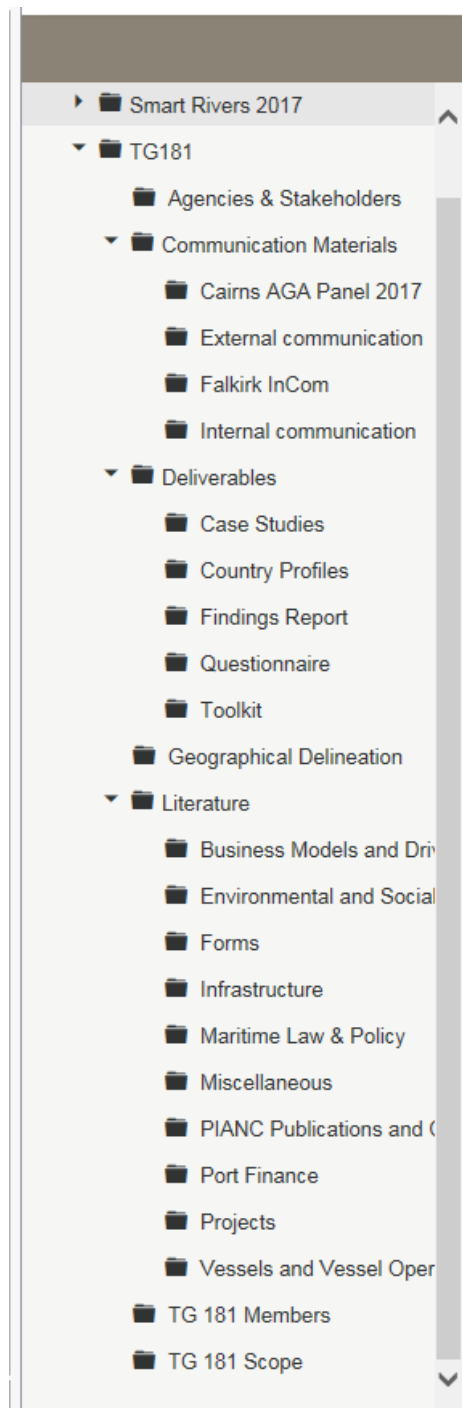 Smart Rivers 2017
TG181
Agencies & Stakeholders
Communication Materials
Cairns AGA Panel 2017
External communication
Falkirk InCom
Internal communication
Deliverables
Case Studies
Country Profiles
Findings Report
Questionnaire
Toolkit
Geographical Delineation
Literature
Business Models and
Environmental and Social
Forms
Infrastructure
Maritime Law & Policy
Miscellaneous
PIANC Publications and
Port Finance
Projects
Vessels and Vessel Oper
TG 181 Members
TG 181 Scope